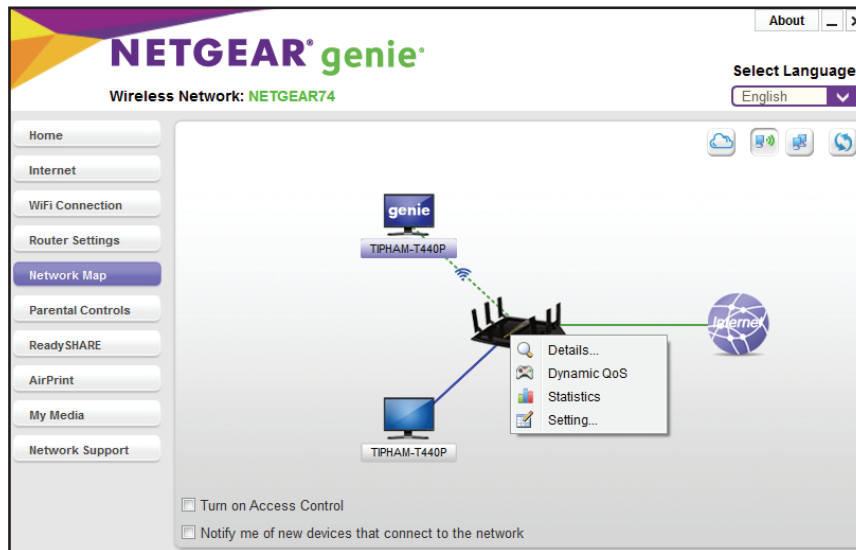 About
NETGEAR® genie®
Select Language
Wireless Network: NETGEAR74
English
Home
Internet
WiFi Connection
Router Settings
Network Map
Parental Controls
ReadySHARE
AirPrint
My Media
Network Support
genie
TIPHAM-T440P
Internet
Details...
Dynamic QoS
Statistics
Setting...
TIPHAM-T440P
Turn on Access Control
Notify me of new devices that connect to the network